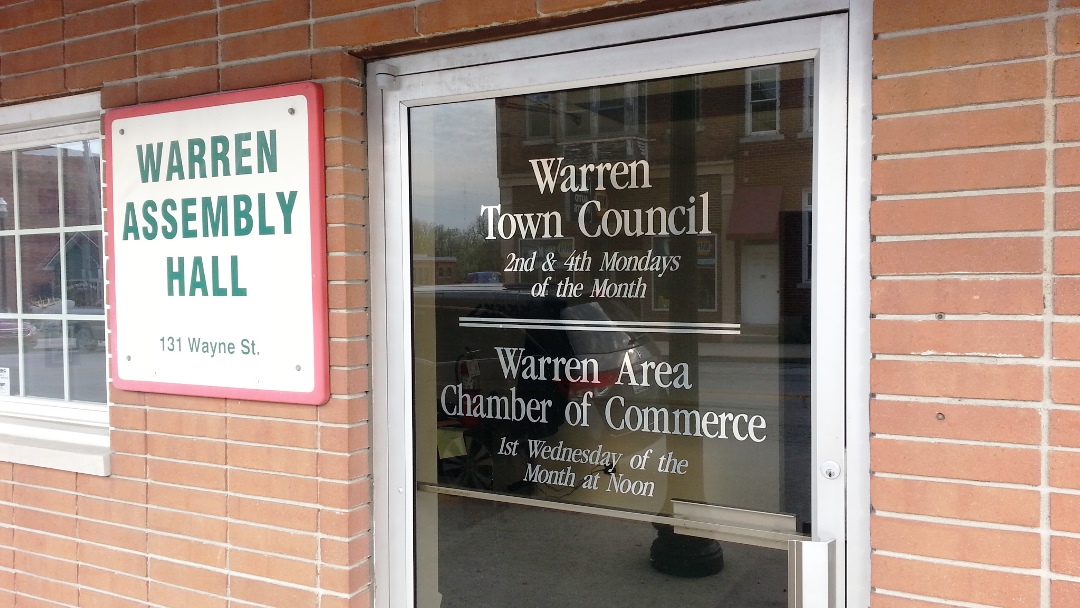 WARREN
ASSEMBLY
HALL
131 Wayne St.
Warren
Town Council
2nd & 4th Mondays
of the Month
Warren Area
Chamber of Commerce
1st Wednesday of the
Month at Noon